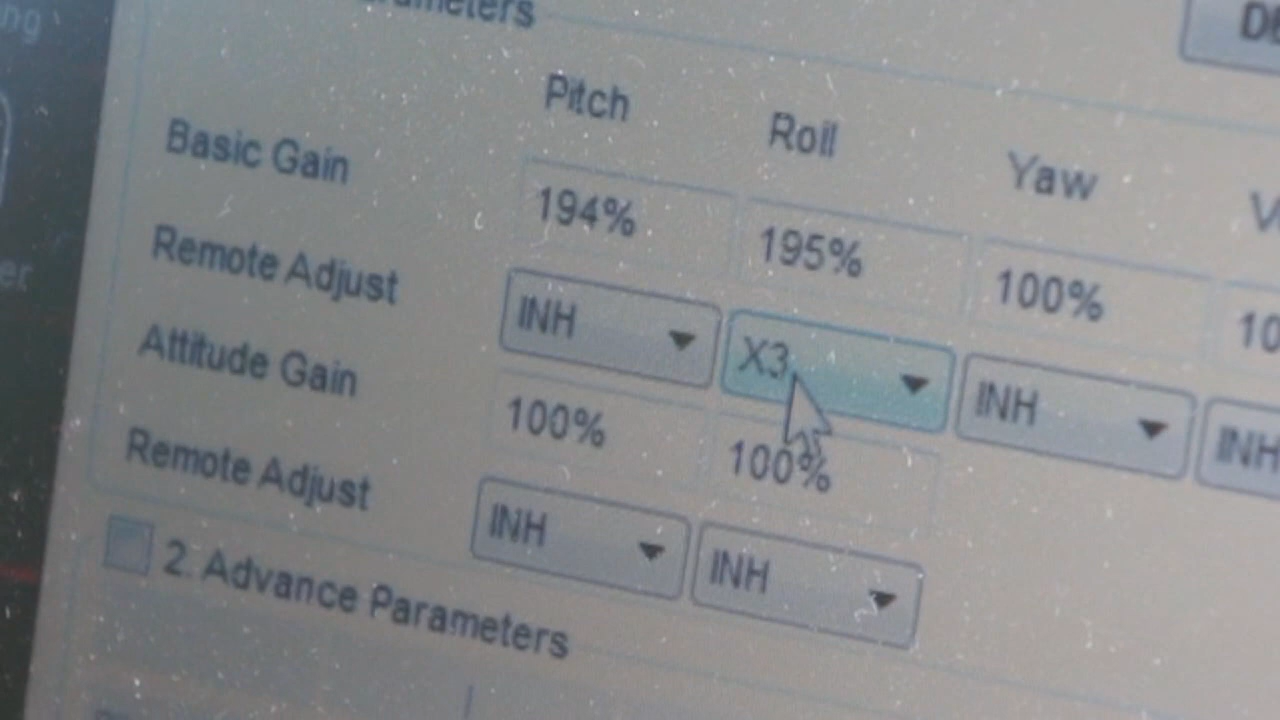 Pitch Roll Yaw
Basic Gain 194% 195% 100%
Remote Adjust INH X3 INH INH
Attitude Gain 100% 100%
Remote Adjust INH INH
2. Advance Parameters